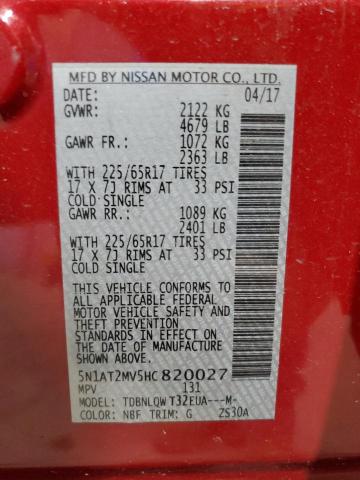 MFD BY NISSAN MOTOR CO., LTD.
DATE: 04/17
GVWR: 2122 KG
4679 LB
GAWR FR: 1072 KG
2363 LB
WITH 225/65R17 TIRES
17 X 7J RIMS AT 33 PSI
COLD SINGLE
GAWR RR: 1089 KG
2401 LB
WITH 225/65R17 TIRES
17 X 7J RIMS AT 33 PSI
COLD SINGLE
THIS VEHICLE CONFORMS TO
ALL APPLICABLE FEDERAL
MOTOR VEHICLE SAFETY AND
THEFT PREVENTION
STANDARDS IN EFFECT ON
THE DATE OF MANUFACTURE
SHOWN ABOVE.
5N1AT2MV5HC820027
MPV 131
MODEL: TDBNLQW T32EUA---M-
COLOR: NBF TRIM: G ZS30A